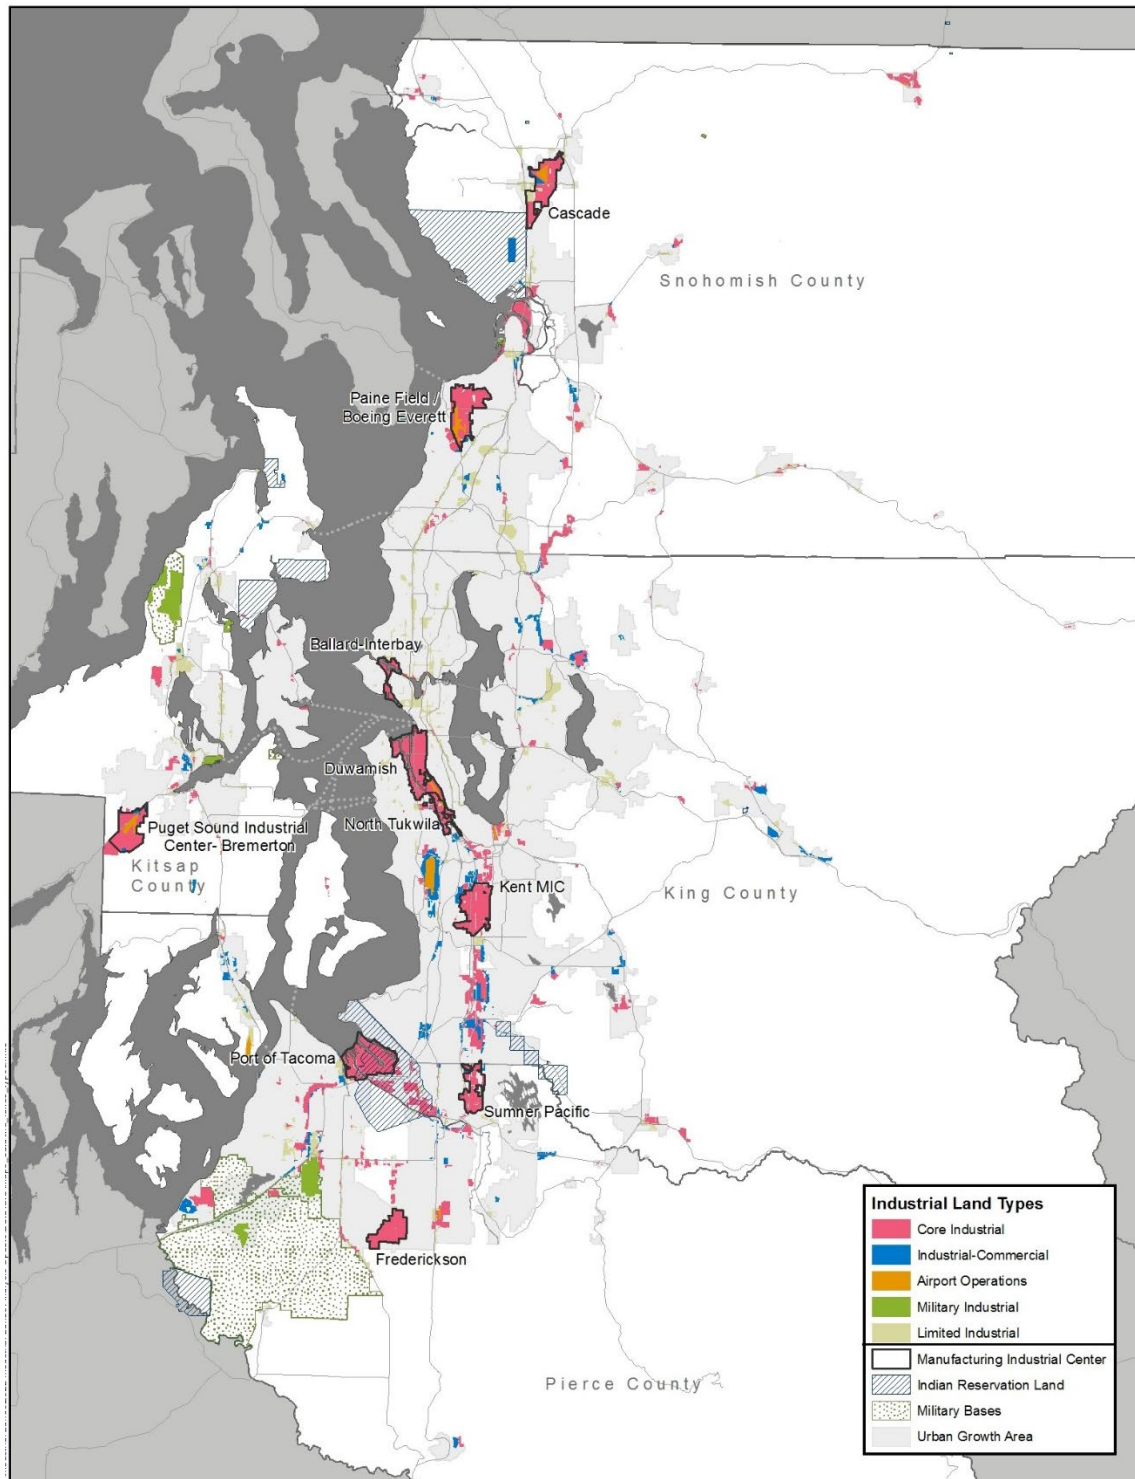 Cascade
Snohomish County
Paine Field /
Boeing Everett
Ballard-Interbay
Duwamish
North Tukwila
Puget Sound Industrial
Center- Bremerton
Kitsap
County
Kent MIC
King County
Port of Tacoma
Sumner Pacific
Frederickson
Pierce County
Industrial Land Types
Core Industrial
Industrial-Commercial
Airport Operations
Military Industrial
Limited Industrial
Manufacturing Industrial Center
Indian Reservation Land
Military Bases
Urban Growth Area